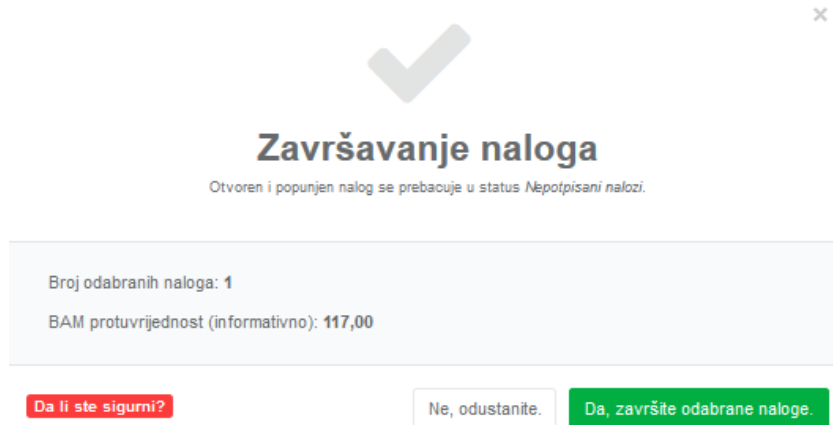 ×
Završavanje naloga
Otvoren i popunjen nalog se prebacuje u status Nepotpisani nalozi.
Broj odabranih naloga: 1
BAM protuvrijednost (informativno): 117,00
Da li ste sigurni?
Ne, odustanite.
Da, završite odabrane naloge.